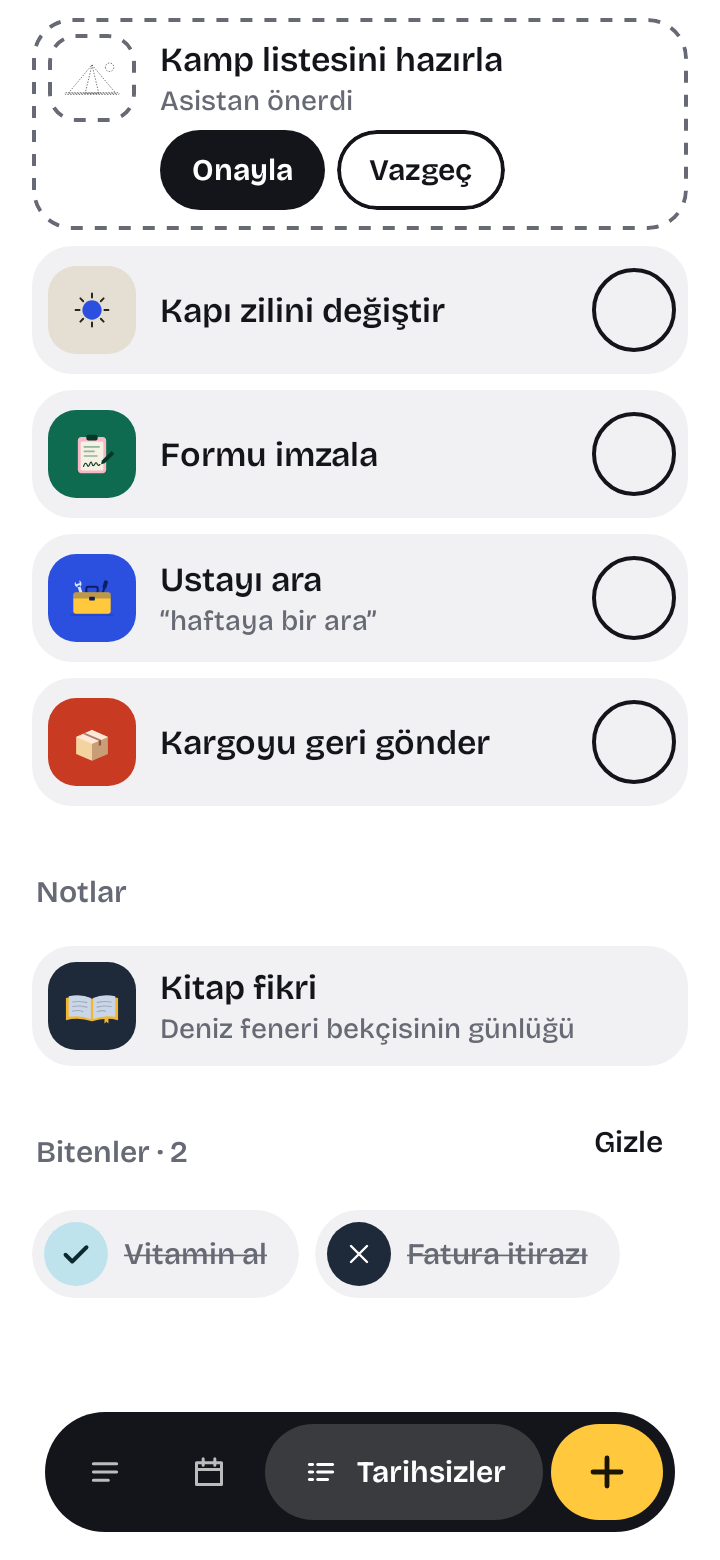 Kamp listesini hazırla
Asistan önerdi
Onayla
Vazgeç
Kapı zilini değiştir
Formu imzala
Ustayı ara
“haftaya bir ara”
Kargoyu geri gönder
Notlar
Kitap fikri
Deniz feneri bekçisinin günlüğü
Bitenler · 2
Gizle
Vitamin al
Fatura itirazı
Tarihsizler